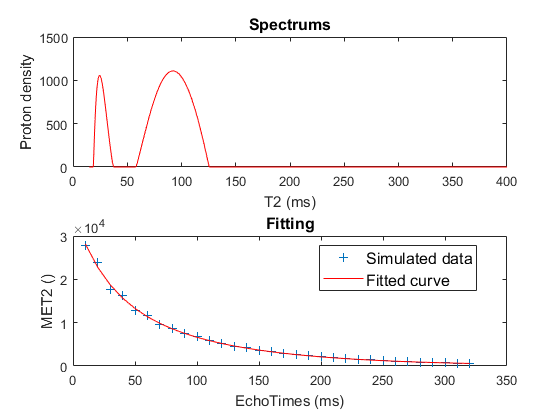 Spectrums
1500
1000
500
0
Proton density
0 50 100 150 200 250 300 350 400
T2 (ms)
Fitting
×10^4
3
2
1
0
MET2 ()
Simulated data
Fitted curve
0 50 100 150 200 250 300 350
EchoTimes (ms)